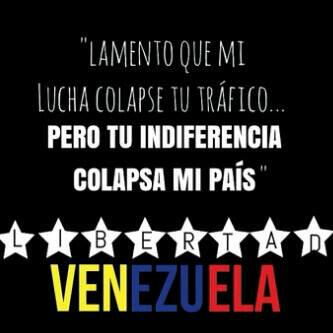 "LAMENTO QUE MI
LUCHA COLAPSE TU TRÁFICO...
PERO TU INDIFERENCIA
COLAPSA MI PAÍS"
LIBERTAD
VENEZUELA